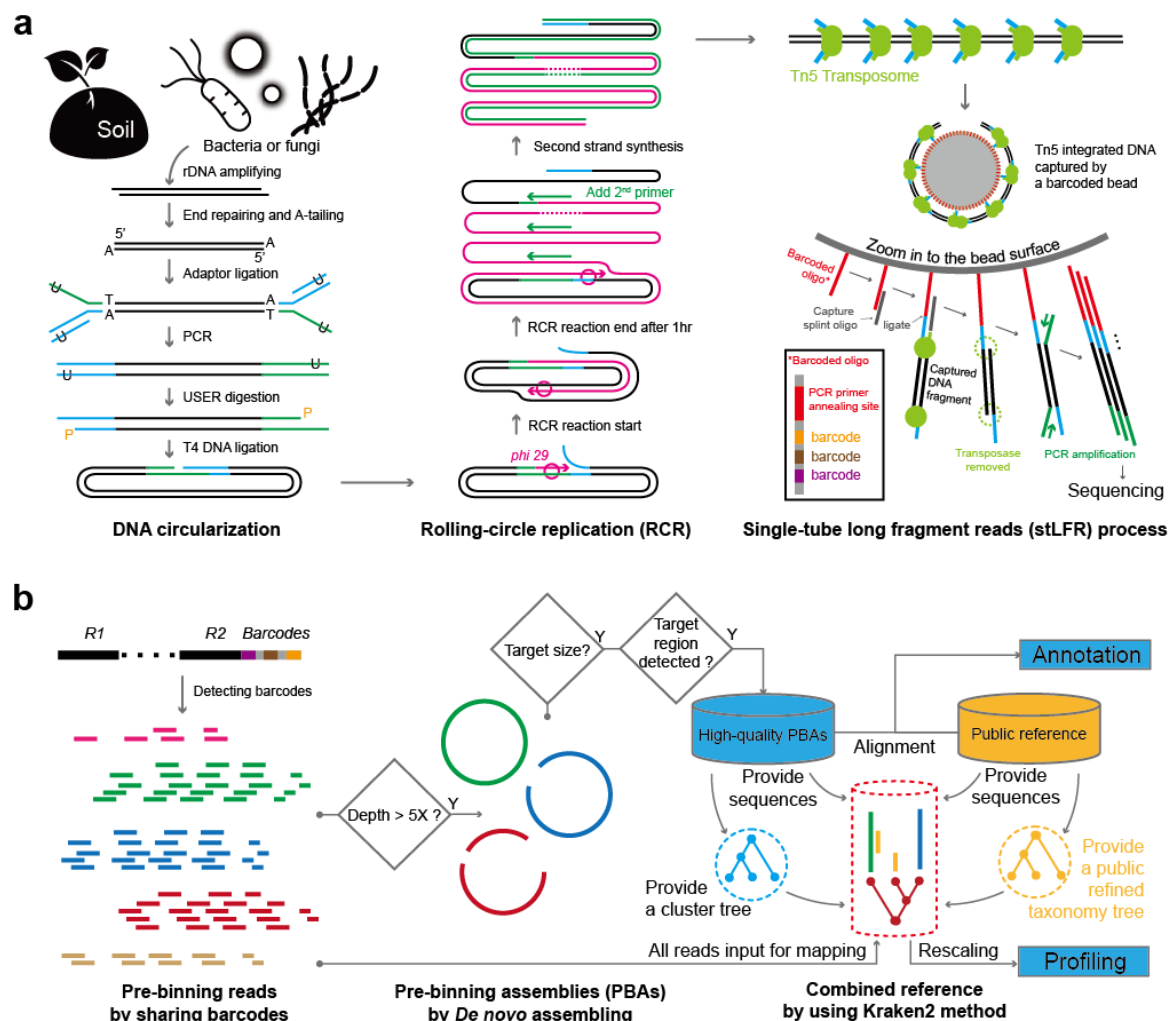 a
Soil
Bacteria or fungi
rDNA amplifying
End repairing and A-tailing
5'
A
A
5'
Adaptor ligation
U
U
T
A
A
T
U
U
PCR
U
U
USER digestion
P
P
T4 DNA ligation
DNA circularization
Second strand synthesis
Add 2nd primer
RCR reaction end after 1hr
RCR reaction start
phi 29
Rolling-circle replication (RCR)
Tn5 Transposome
Tn5 integrated DNA
captured by
a barcoded bead
Zoom in to the bead surface
Barcoded
oligo*
Capture
splint oligo
ligate
Captured
DNA
fragment
*Barcoded oligo
PCR primer
annealing site
barcode
barcode
barcode
Transposase
removed
PCR amplification
...
Sequencing
Single-tube long fragment reads (stLFR) process
b
R1
R2
Barcodes
Detecting barcodes
Pre-binning reads
by sharing barcodes
Depth > 5X ?
Y
Target size?
Y
Target
region
detected ?
Y
Pre-binning assemblies (PBAs)
by De novo assembling
High-quality PBAs
Alignment
Public reference
Annotation
Provide
sequences
Provide
sequences
Provide
a cluster tree
Provide
a public
refined
taxonomy tree
All reads input for mapping
Rescaling
Profiling
Combined reference
by using Kraken2 method